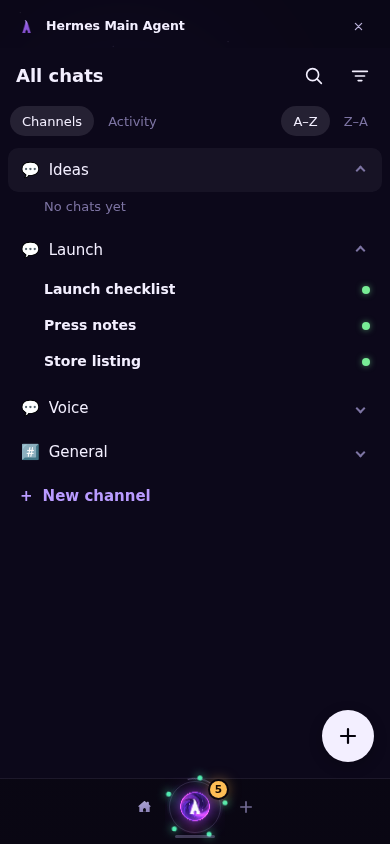 Hermes Main Agent
All chats
Channels Activity A–Z Z–A
Ideas
No chats yet
Launch
Launch checklist
Press notes
Store listing
Voice
# General
+ New channel
5